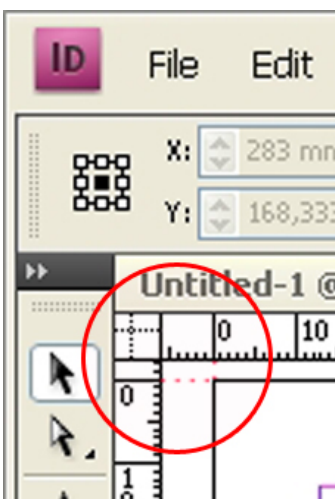 ID File Edit
X: 283 mm
Y: 168,333
Untitled-1 @
0 10
0
1